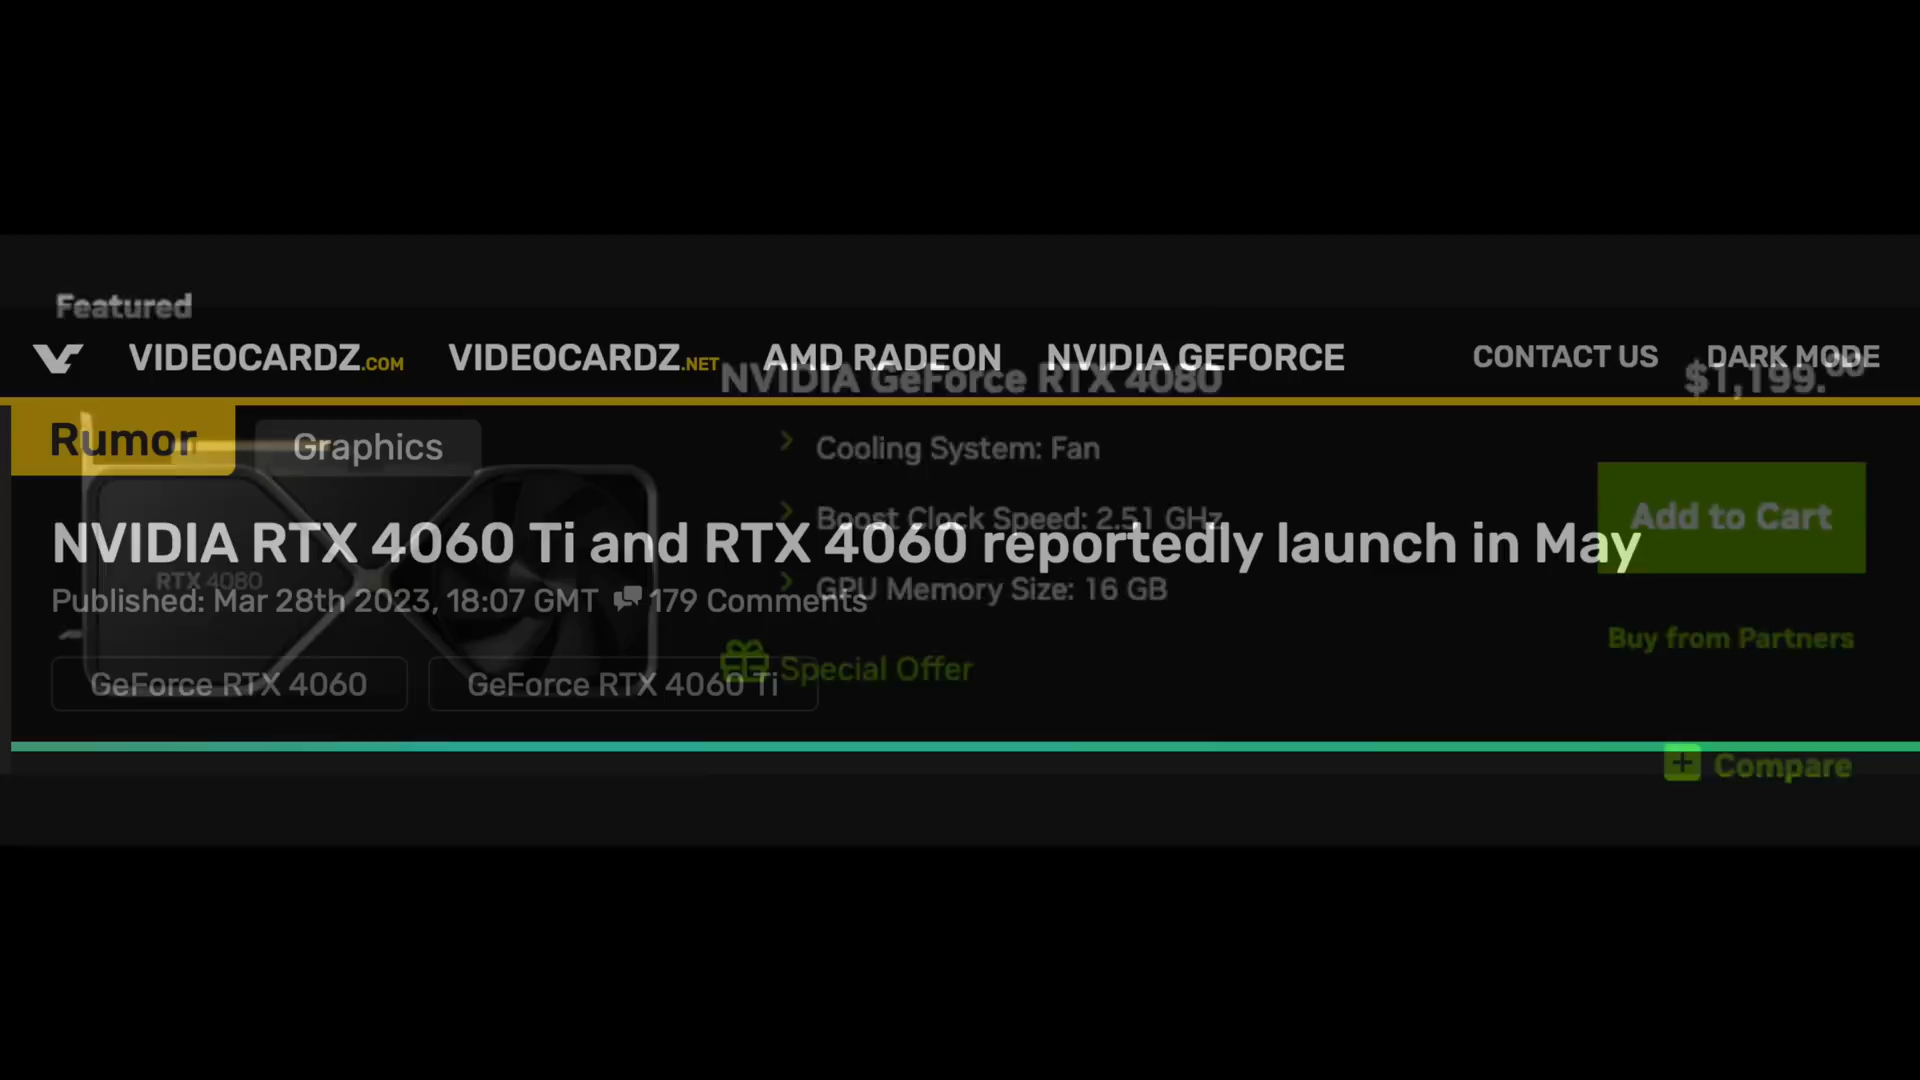 Featured
VIDEOCARDZ.COM VIDEOCARDZ.NET AMD RADEON NVIDIA GEFORCE CONTACT US DARK MODE
NVIDIA GeForce RTX 4080 $1,199.00
Rumor Graphics
Cooling System: Fan
Boost Clock Speed: 2.51 GHz
Add to Cart
NVIDIA RTX 4060 Ti and RTX 4060 reportedly launch in May
RTX 4080
GPU Memory Size: 16 GB
Published: Mar 28th 2023, 18:07 GMT 179 Comments
Buy from Partners
Special Offer
GeForce RTX 4060 GeForce RTX 4060 Ti
Compare